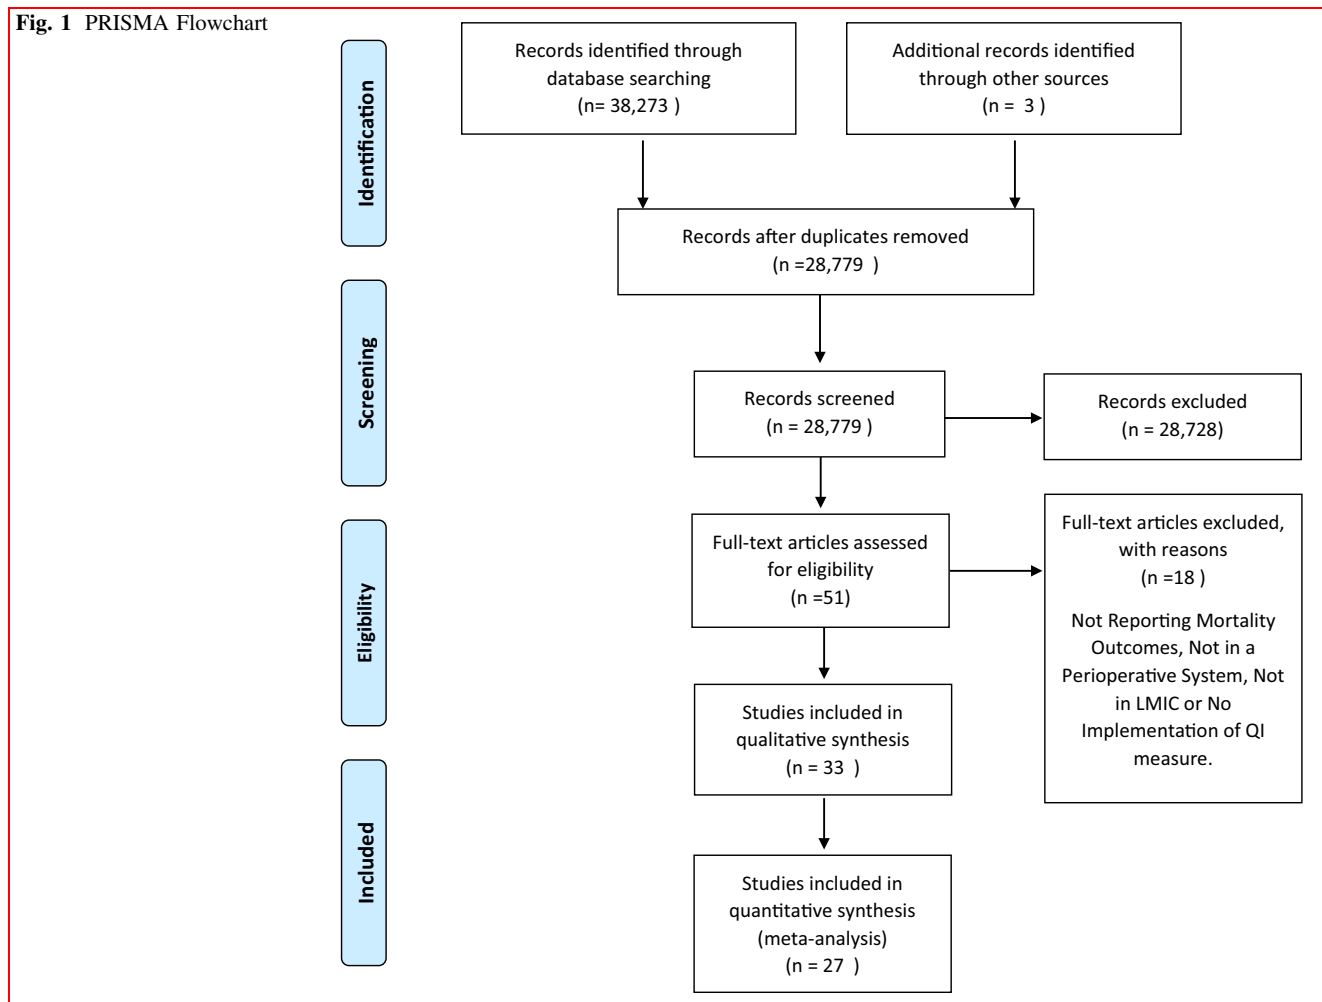 Fig. 1 PRISMA Flowchart
Identification
Records identified through
database searching
(n= 38,273 )
Additional records identified
through other sources
(n = 3 )
Records after duplicates removed
(n =28,779 )
Screening
Records screened
(n = 28,779 )
Records excluded
(n = 28,728)
Eligibility
Full-text articles assessed
for eligibility
(n =51)
Full-text articles excluded,
with reasons
(n =18 )
Not Reporting Mortality
Outcomes, Not in a
Perioperative System, Not
in LMIC or No
Implementation of QI
measure.
Studies included in
qualitative synthesis
(n = 33 )
Included
Studies included in
quantitative synthesis
(meta-analysis)
(n = 27 )